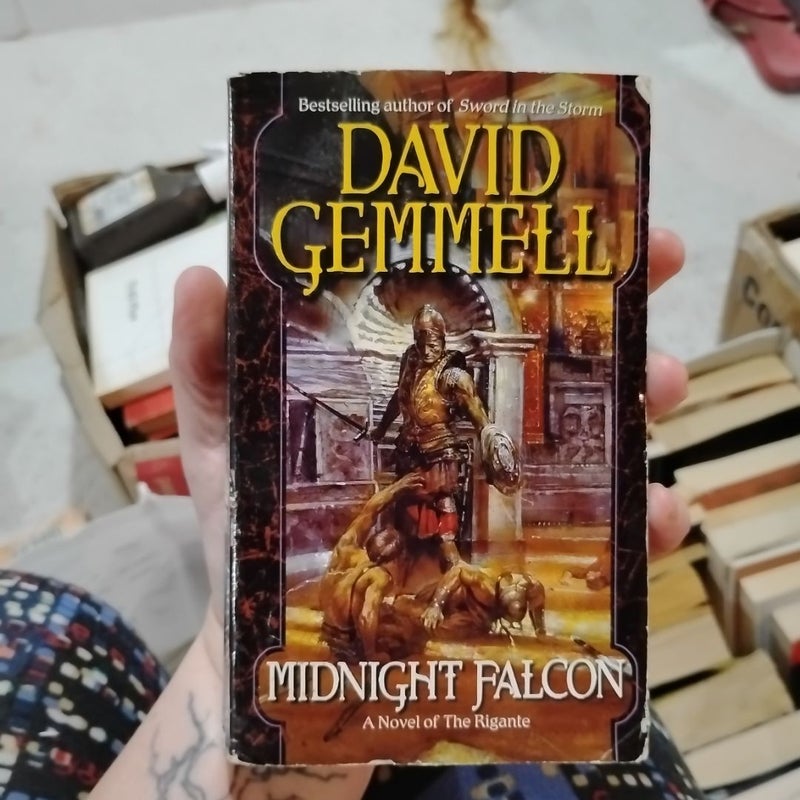 Bestselling author of Sword in the Storm
DAVID
GEMMELL
MIDNIGHT FALCON
A Novel of The Rigante